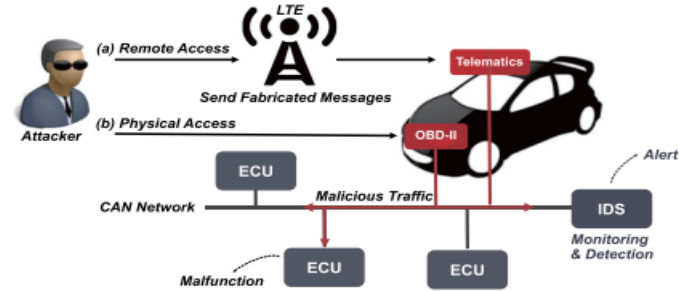 LTE
(a) Remote Access
Telematics
Send Fabricated Messages
Attacker
(b) Physical Access
OBD-II
ECU
Malicious Traffic
Alert
CAN Network
IDS
Monitoring
& Detection
Malfunction
ECU
ECU